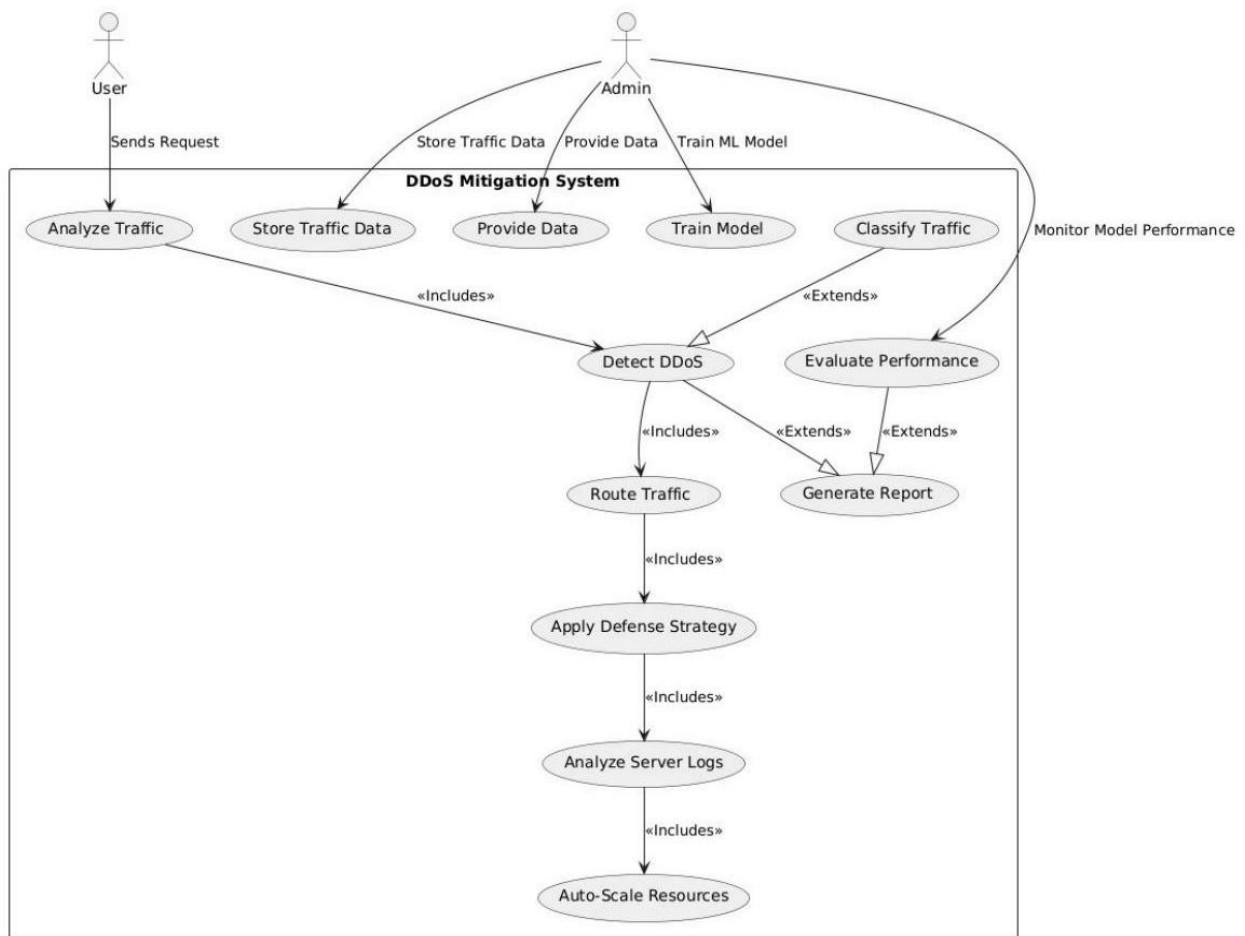 User
Admin
Sends Request
Store Traffic Data
Provide Data
Train ML Model
DDoS Mitigation System
Analyze Traffic
Store Traffic Data
Provide Data
Train Model
Classify Traffic
Monitor Model Performance
«Includes»
«Extends»
Detect DDoS
Evaluate Performance
«Includes»
«Extends»
«Extends»
Route Traffic
Generate Report
«Includes»
Apply Defense Strategy
«Includes»
Analyze Server Logs
«Includes»
Auto-Scale Resources